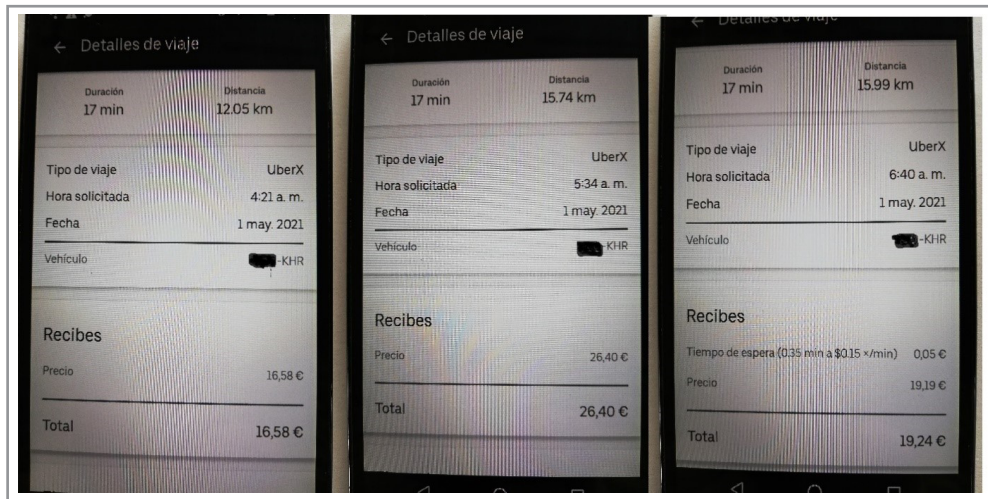 ← Detalles de viaje
Duración Distancia
17 min 12.05 km
Tipo de viaje UberX
Hora solicitada 4:21 a. m.
Fecha 1 may. 2021
Vehículo -KHR
Recibes
Precio 16,58 €
Total 16,58 €
← Detalles de viaje
Duración Distancia
17 min 15.74 km
Tipo de viaje UberX
Hora solicitada 5:34 a. m.
Fecha 1 may. 2021
Vehículo -KHR
Recibes
Precio 26,40 €
Total 26,40 €
← Detalles de viaje
Duración Distancia
17 min 15.99 km
Tipo de viaje UberX
Hora solicitada 6:40 a. m.
Fecha 1 may. 2021
Vehículo -KHR
Recibes
Tiempo de espera (0.35 min a $0.15 ×/min) 0,05 €
Precio 19,19 €
Total 19,24 €